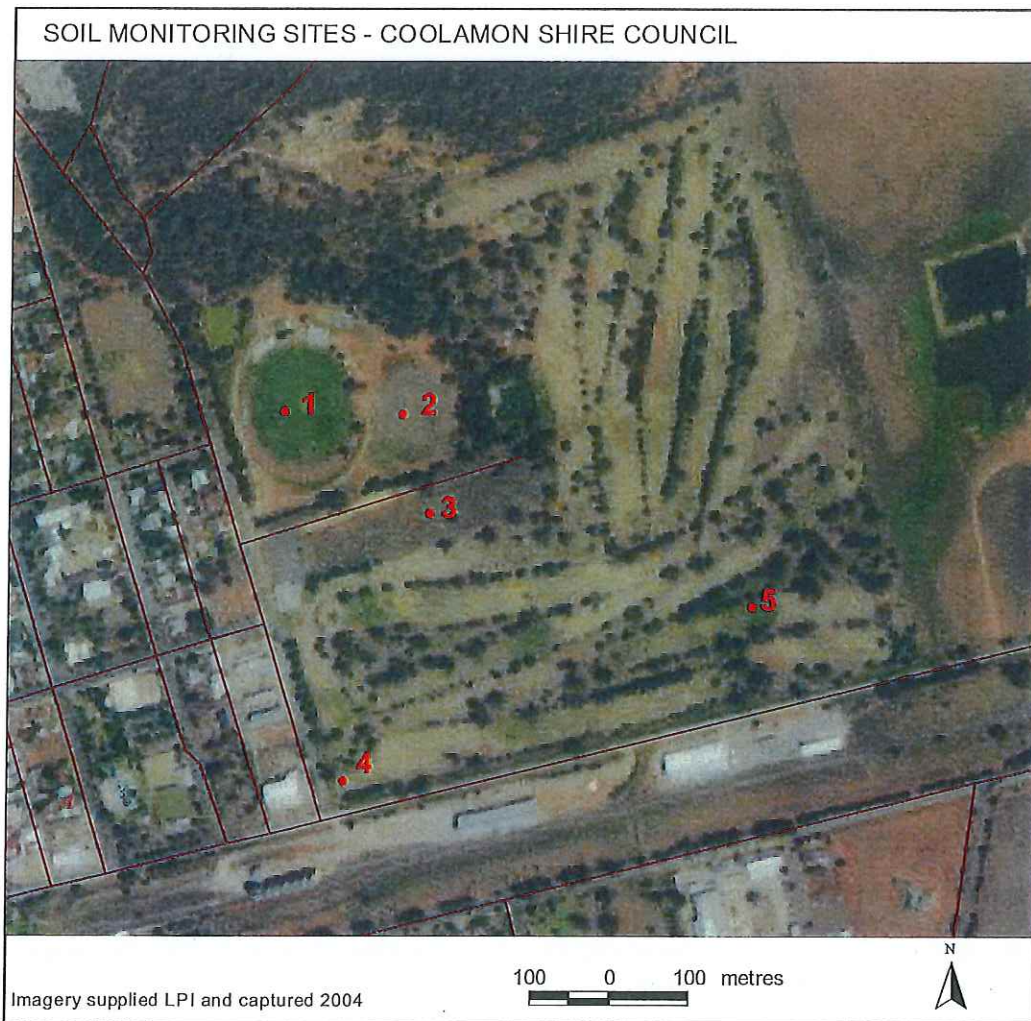 SOIL MONITORING SITES - COOLAMON SHIRE COUNCIL
1
2
3
5
4
N
100 0 100 metres
Imagery supplied LPI and captured 2004